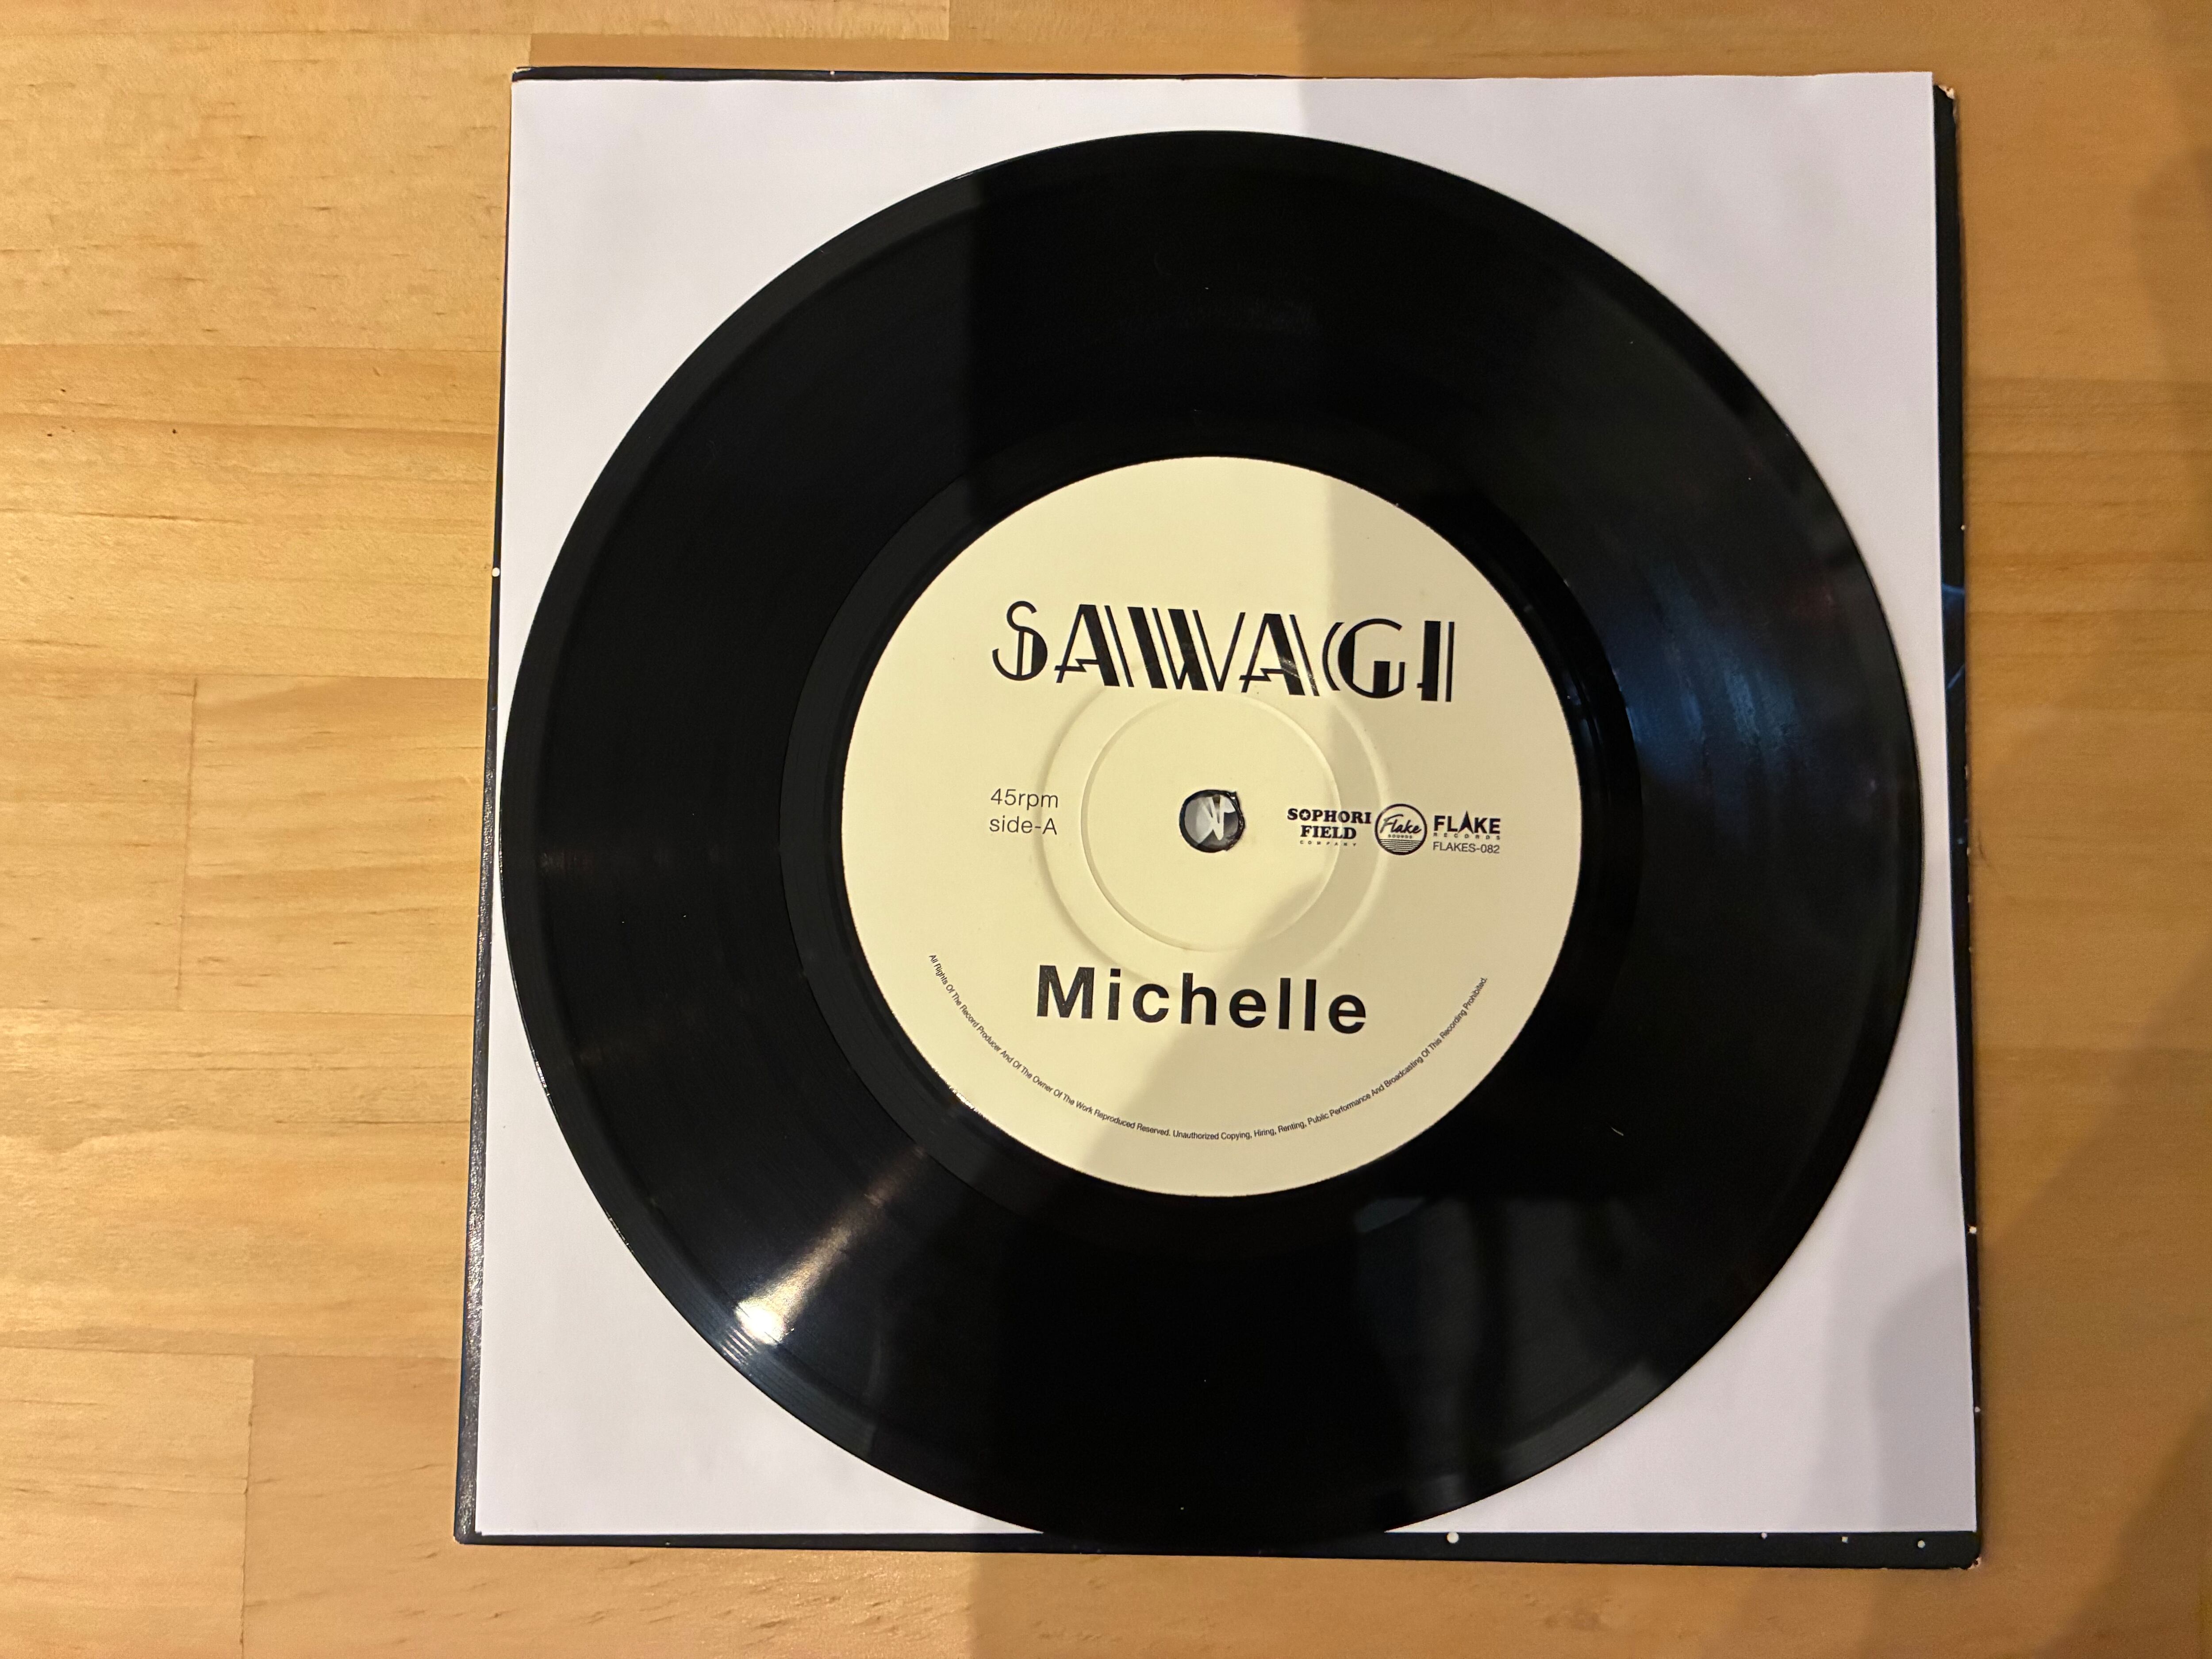 SAWAGI
45rpm
side-A
SOPHORI
FIELD
COMPANY
Flake
SOUNDS
FLAKE
RECORDS
FLAKES-082
Michelle
All Rights Of The Record Producer And Of The Owner Of The Work Reproduced Reserved. Unauthorized Copying, Hiring, Renting, Public Performance And Broadcasting Of This Recording Prohibited.